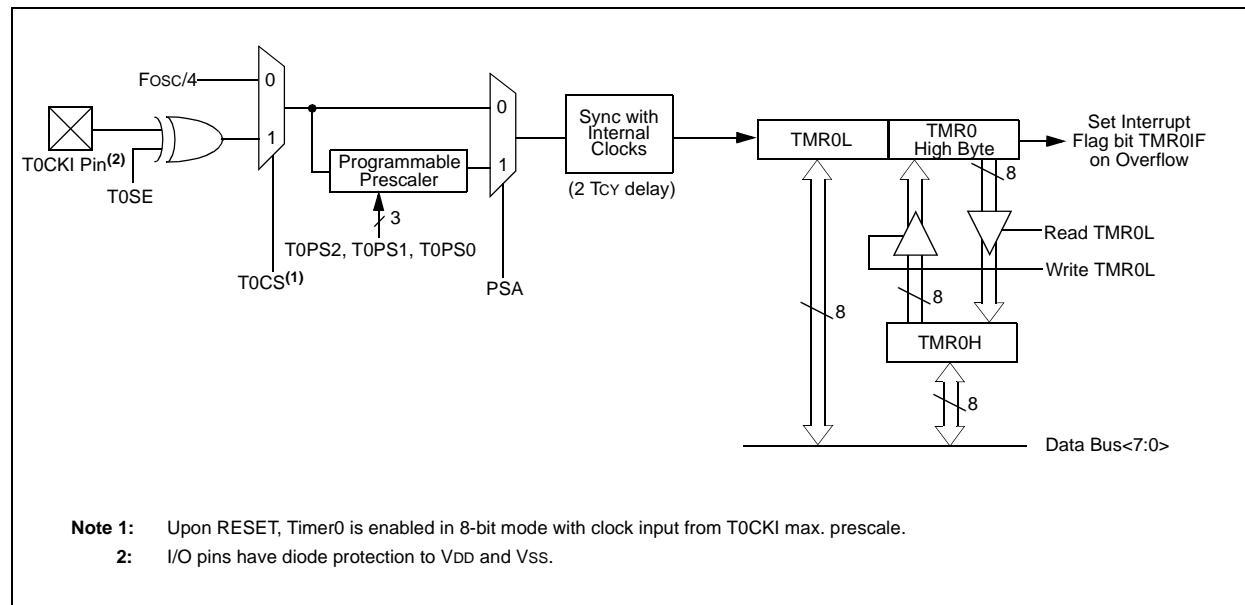 FOSC/4
0
1
T0CKI Pin(2)
T0SE
T0CS(1)
Programmable
Prescaler
3
T0PS2, T0PS1, T0PS0
0
1
PSA
Sync with
Internal
Clocks
(2 TCY delay)
TMR0L
TMR0
High Byte
Set Interrupt
Flag bit TMR0IF
on Overflow
8
Read TMR0L
Write TMR0L
8
8
TMR0H
8
Data Bus<7:0>
Note 1: Upon RESET, Timer0 is enabled in 8-bit mode with clock input from T0CKI max. prescale.
2: I/O pins have diode protection to VDD and VSS.